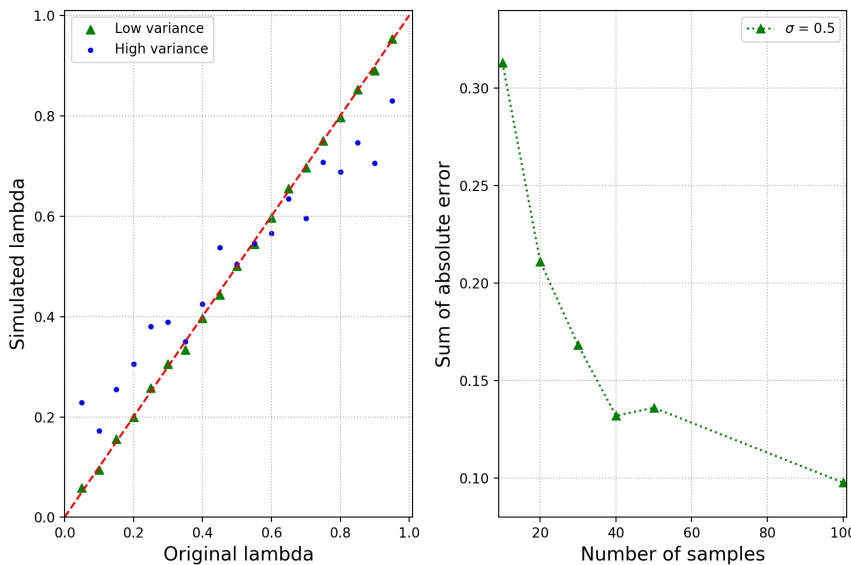 Low variance
High variance
1.0
0.8
0.6
0.4
0.2
0.0
Simulated lambda
0.0 0.2 0.4 0.6 0.8 1.0
Original lambda
σ = 0.5
0.30
0.25
0.20
0.15
0.10
Sum of absolute error
20 40 60 80 100
Number of samples